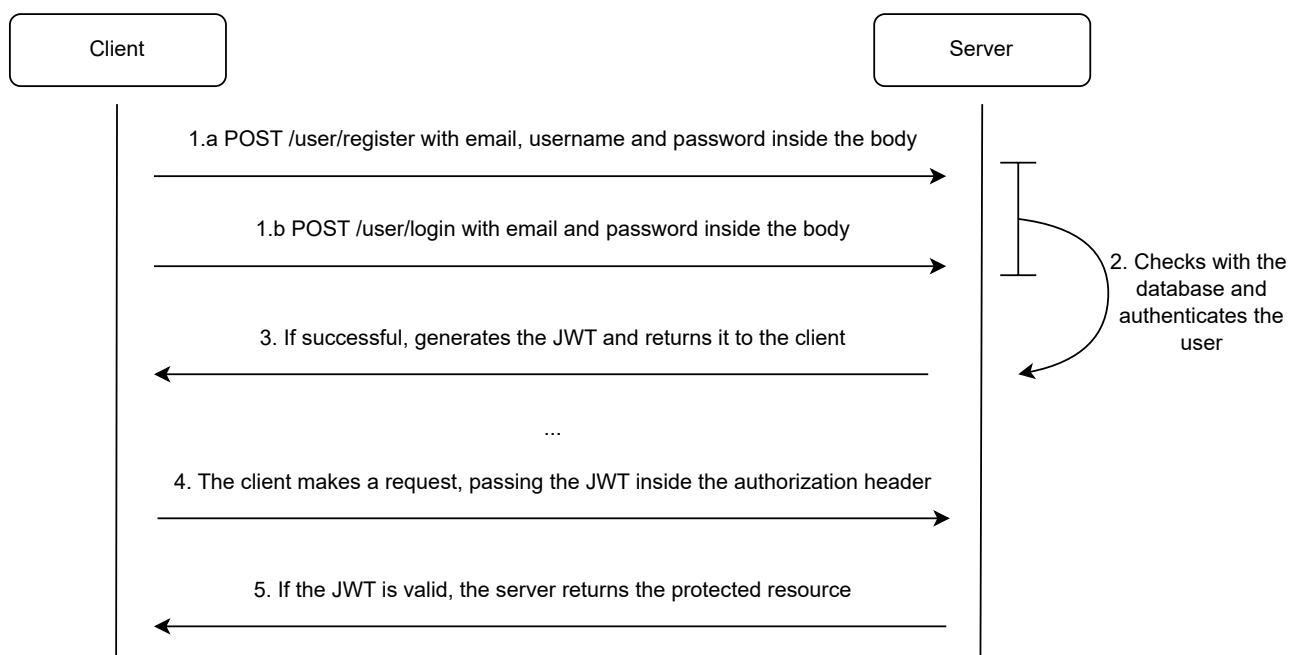 Client
Server
1.a POST /user/register with email, username and password inside the body
1.b POST /user/login with email and password inside the body
2. Checks with the
database and
authenticates the
user
3. If successful, generates the JWT and returns it to the client
...
4. The client makes a request, passing the JWT inside the authorization header
5. If the JWT is valid, the server returns the protected resource